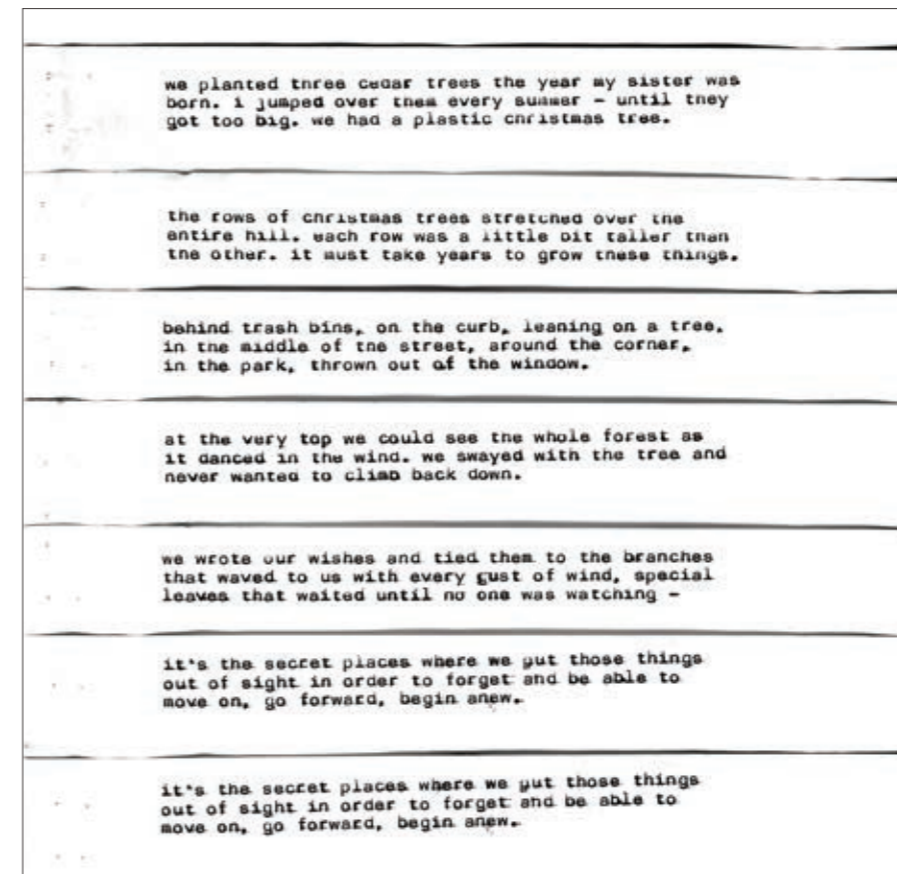 we planted three cedar trees the year my sister was
born. i jumped over them every summer - until they
got too big. we had a plastic christmas tree.
the rows of christmas trees stretched over the
entire hill. each row was a little bit taller than
the other. it must take years to grow these things.
behind trash bins, on the curb, leaning on a tree,
in the middle of the street, around the corner,
in the park, thrown out of the window.
at the very top we could see the whole forest as
it danced in the wind. we swayed with the tree and
never wanted to climb back down.
we wrote our wishes and tied them to the branches
that waved to us with every gust of wind, special
leaves that waited until no one was watching -
it's the secret places where we put those things
out of sight in order to forget and be able to
move on, go forward, begin anew.
it's the secret places where we put those things
out of sight in order to forget and be able to
move on, go forward, begin anew.